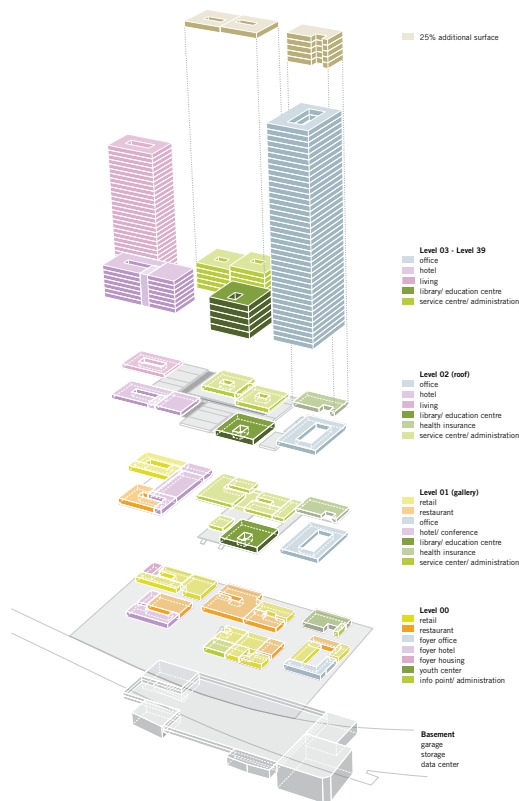 25% additional surface
Level 03 - Level 39
office
hotel
living
library/ education centre
service centre/ administration
Level 02 (roof)
office
hotel
living
library/ education centre
health insurance
service centre/ administration
Level 01 (gallery)
retail
restaurant
office
hotel/ conference
library/ education centre
health insurance
service center/ administration
Level 00
retail
restaurant
foyer office
foyer hotel
foyer housing
youth center
info point/ administration
Basement
garage
storage
data center